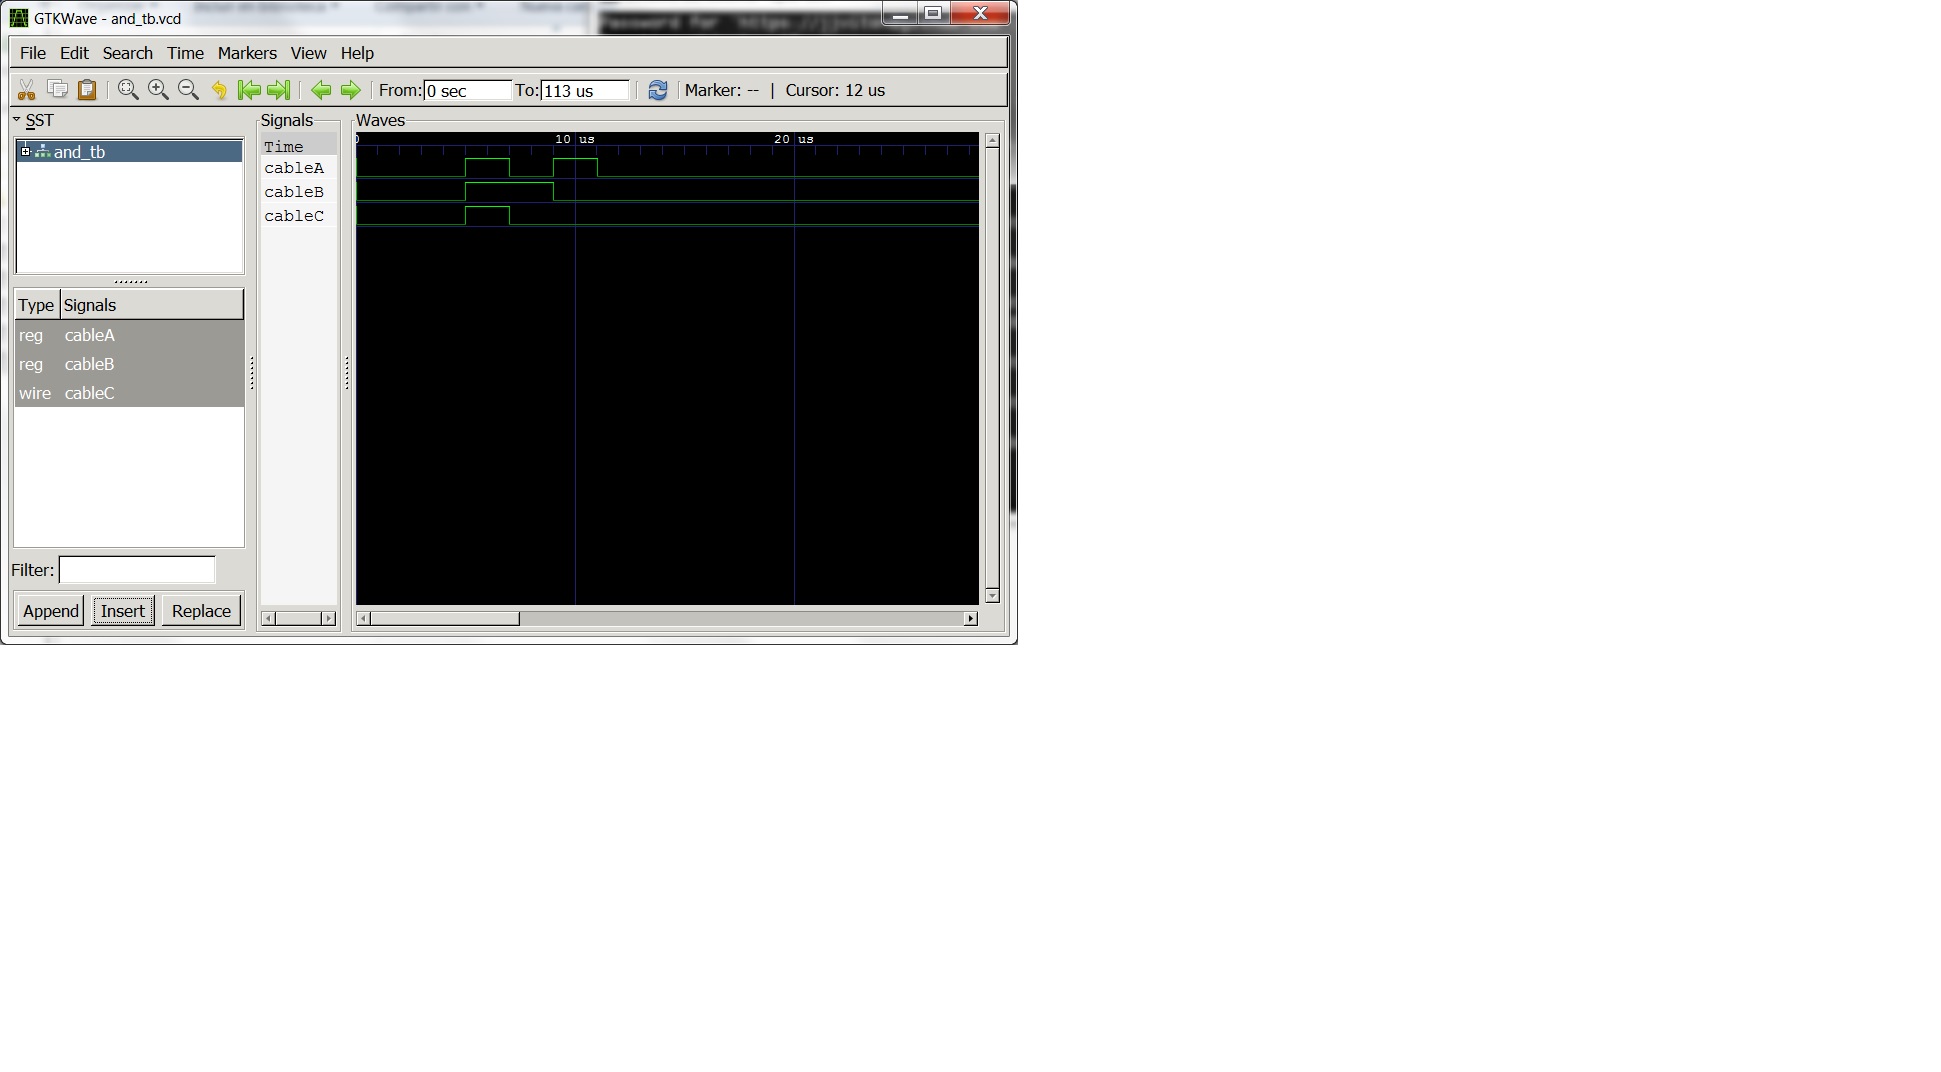 GTKWave - and_tb.vcd
File Edit Search Time Markers View Help
From: 0 sec To: 113 us Marker: -- | Cursor: 12 us
SST
and_tb
Type Signals
reg cableA
reg cableB
wire cableC
Filter:
Append Insert Replace
Signals
Time
cableA
cableB
cableC
Waves
0 10 us 20 us